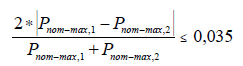 2*|P_nom-max,1 − P_nom-max,2|
P_nom-max,1 + P_nom-max,2 ≤ 0,035